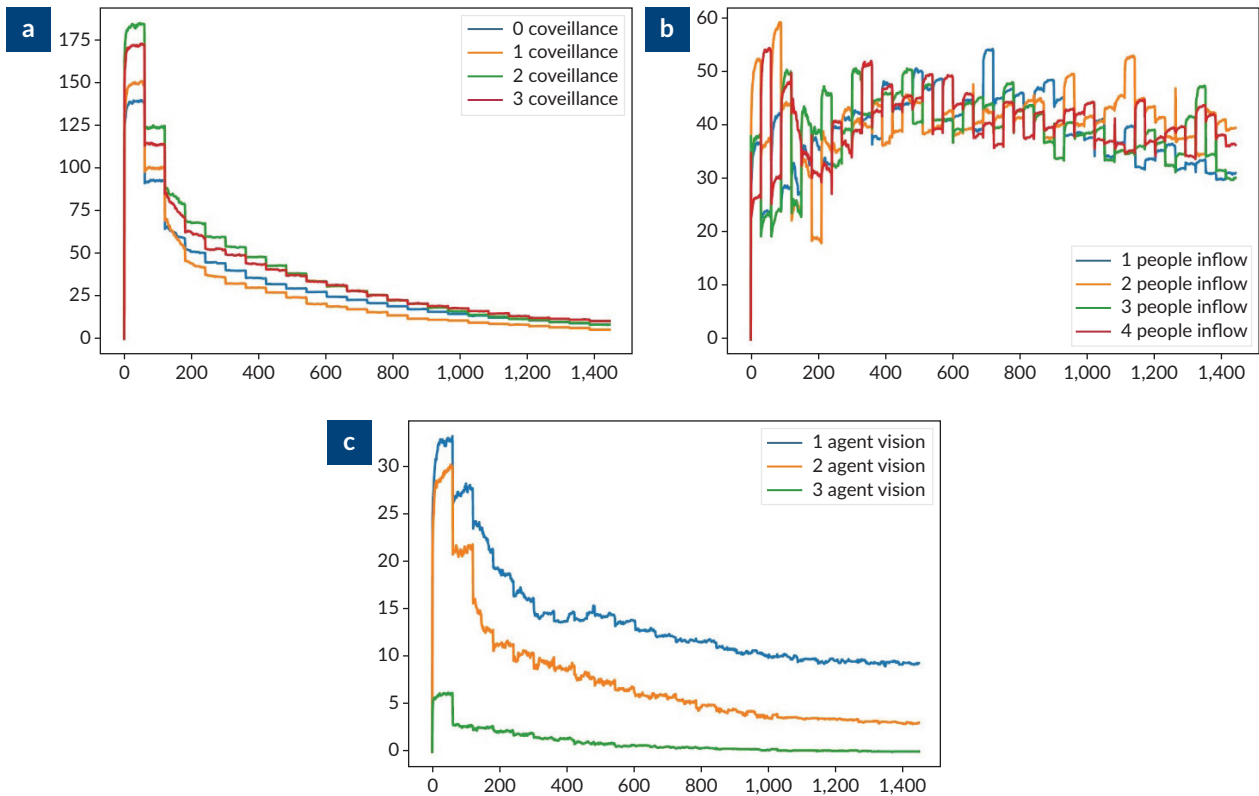 a
175
150
125
100
75
50
25
0
0 200 400 600 800 1,000 1,200 1,400
0 coveillance
1 coveillance
2 coveillance
3 coveillance
b
60
50
40
30
20
10
0
0 200 400 600 800 1,000 1,200 1,400
1 people inflow
2 people inflow
3 people inflow
4 people inflow
c
30
25
20
15
10
5
0
0 200 400 600 800 1,000 1,200 1,400
1 agent vision
2 agent vision
3 agent vision